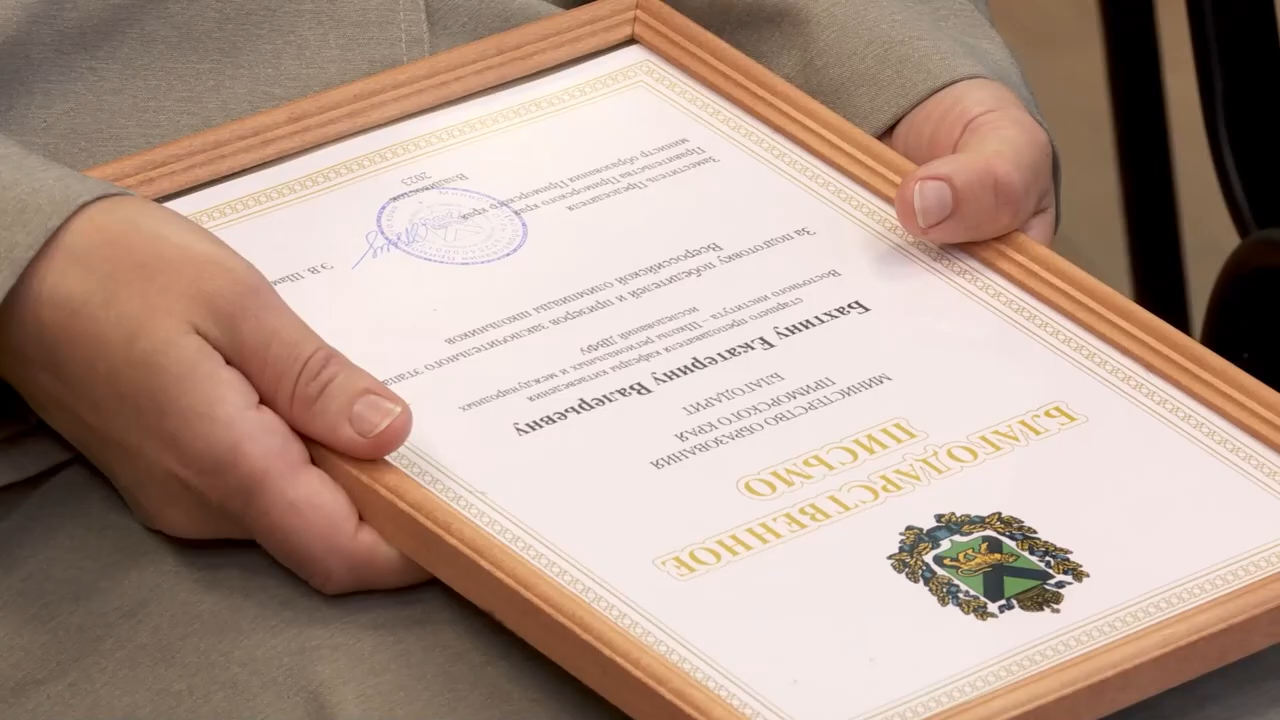 БЛАГОДАРСТВЕННОЕ
ПИСЬМО
МИНИСТЕРСТВО ОБРАЗОВАНИЯ
ПРИМОРСКОГО КРАЯ
БЛАГОДАРИТ
Бахтину Екатерину Валерьевну
старшего преподавателя кафедры китаеведения
Восточного института – Школы региональных и международных
исследований ДВФУ
За подготовку победителей и призеров заключительного этапа
Всероссийской олимпиады школьников
Заместитель Председателя
Правительства Приморского края
министр образования Приморского края
Э.В. Шам
Владивосток
2023